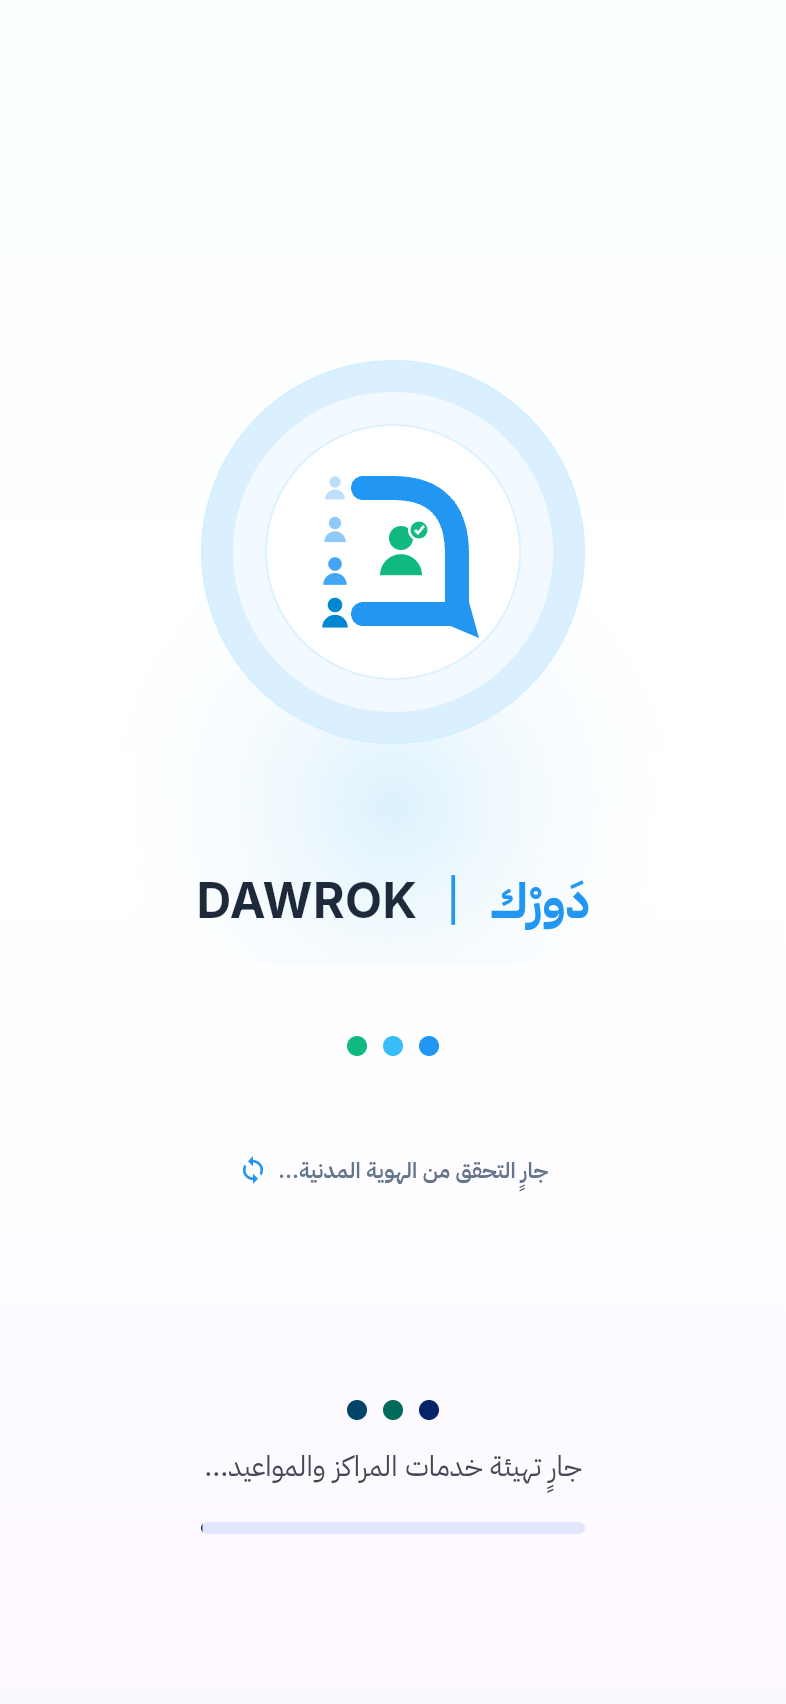 دَورْك | DAWROK
جارٍ التحقق من الهوية المدنية...
جارٍ تهيئة خدمات المراكز والمواعيد...